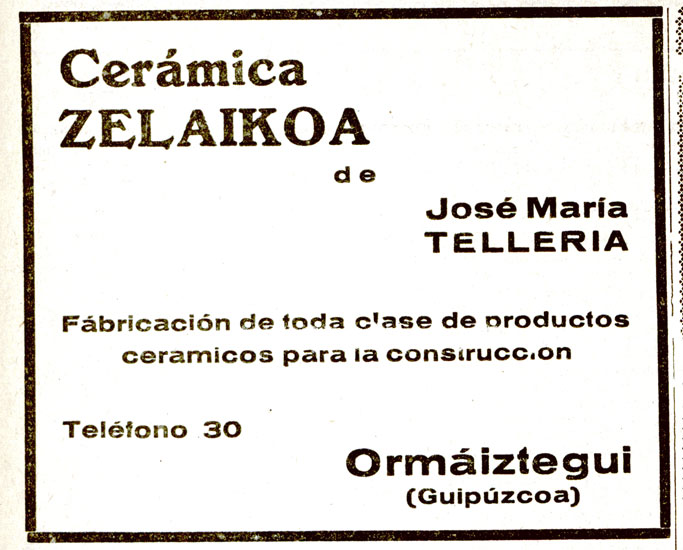 Cerámica
ZELAIKOA
de
José María
TELLERIA
Fábricación de toda clase de productos
ceramicos para la construccion
Teléfono 30
Ormáiztegui
(Guipúzcoa)